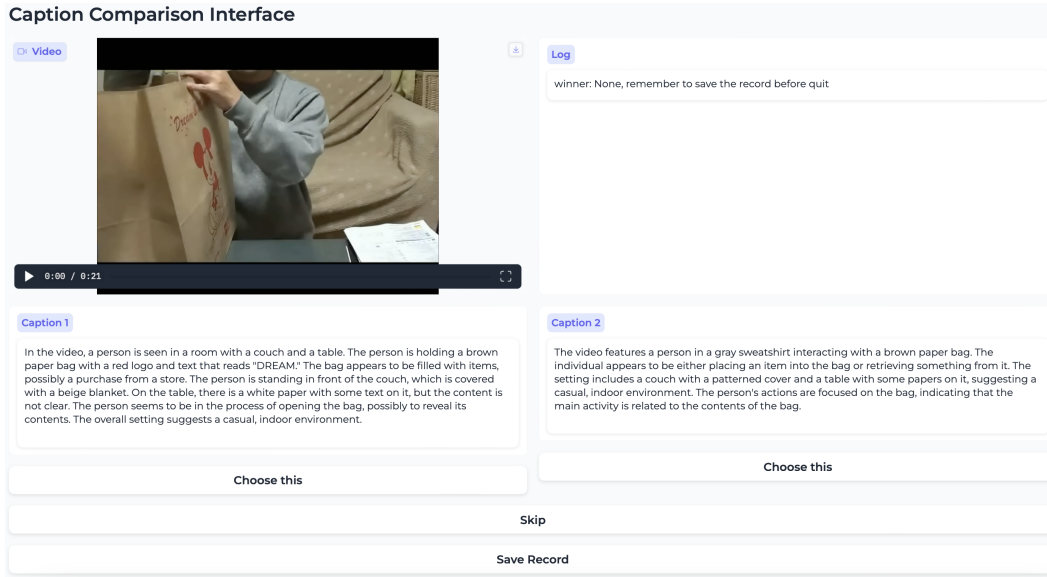 Caption Comparison Interface
Video
Dream
0:00 / 0:21
Log
winner: None, remember to save the record before quit
Caption 1
In the video, a person is seen in a room with a couch and a table. The person is holding a brown
paper bag with a red logo and text that reads "DREAM." The bag appears to be filled with items,
possibly a purchase from a store. The person is standing in front of the couch, which is covered
with a beige blanket. On the table, there is a white paper with some text on it, but the content is
not clear. The person seems to be in the process of opening the bag, possibly to reveal its
contents. The overall setting suggests a casual, indoor environment.
Choose this
Caption 2
The video features a person in a gray sweatshirt interacting with a brown paper bag. The
individual appears to be either placing an item into the bag or retrieving something from it. The
setting includes a couch with a patterned cover and a table with some papers on it, suggesting a
casual, indoor environment. The person's actions are focused on the bag, indicating that the
main activity is related to the contents of the bag.
Choose this
Skip
Save Record